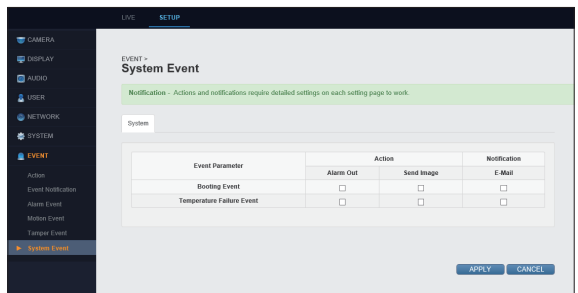 LIVE SETUP
CAMERA
DISPLAY
AUDIO
USER
NETWORK
SYSTEM
EVENT
Action
Event Notification
Alarm Event
Motion Event
Tamper Event
System Event
EVENT >
System Event
Notification - Actions and notifications require detailed settings on each setting page to work.
System
Event Parameter Action Notification
Alarm Out Send Image E-Mail
Booting Event
Temperature Failure Event
APPLY CANCEL